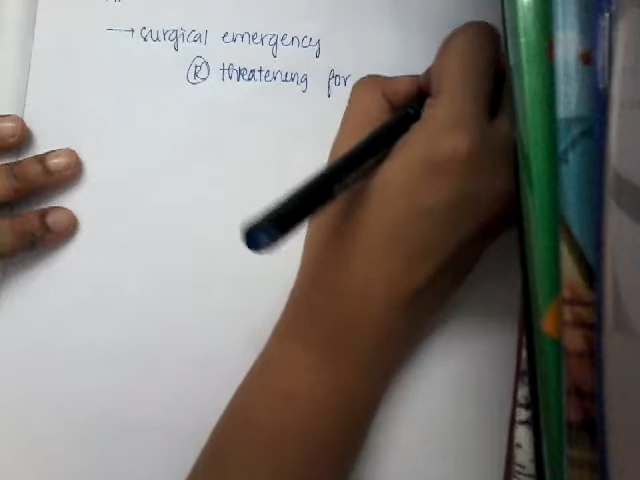 → surgical emergency
Ⓡ threatening for